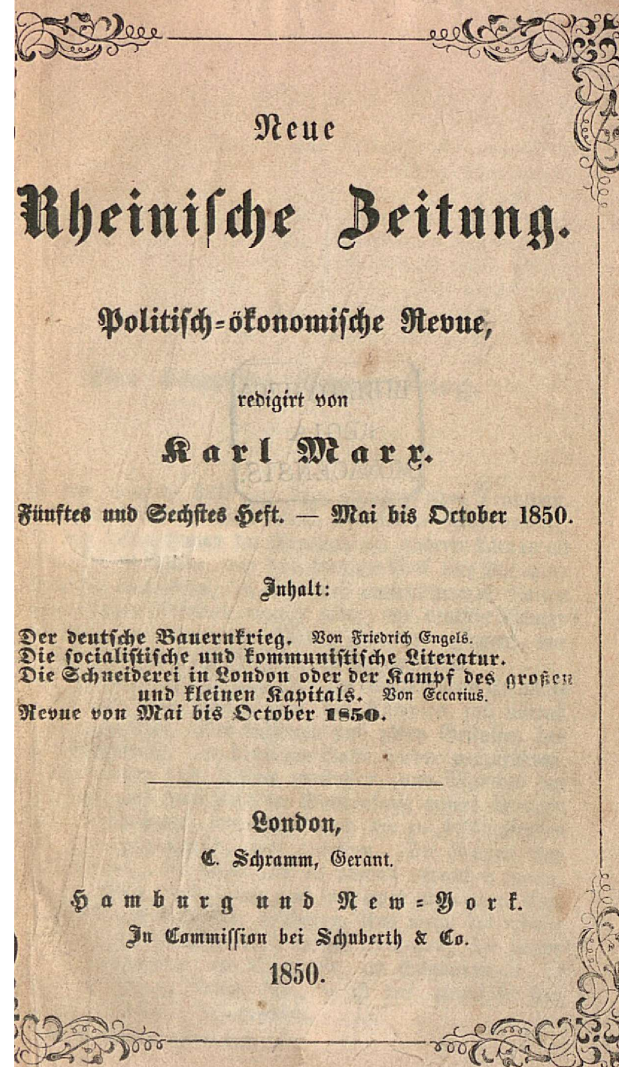 Neue
Rheinische Zeitung.
Politisch-ökonomische Revue,
redigirt von
Karl Marx.
Fünftes und Sechstes Heft. — Mai bis October 1850.
Inhalt:
Der deutsche Bauernkrieg. Von Friedrich Engels.
Die socialistische und kommunistische Literatur.
Die Schneiderei in London oder der Kampf des großen
und kleinen Kapitals. Von Eccarius.
Revue von Mai bis October 1850.
London,
C. Schramm, Gerant.
Hamburg und New-York.
In Commission bei Schuberth & Co.
1850.